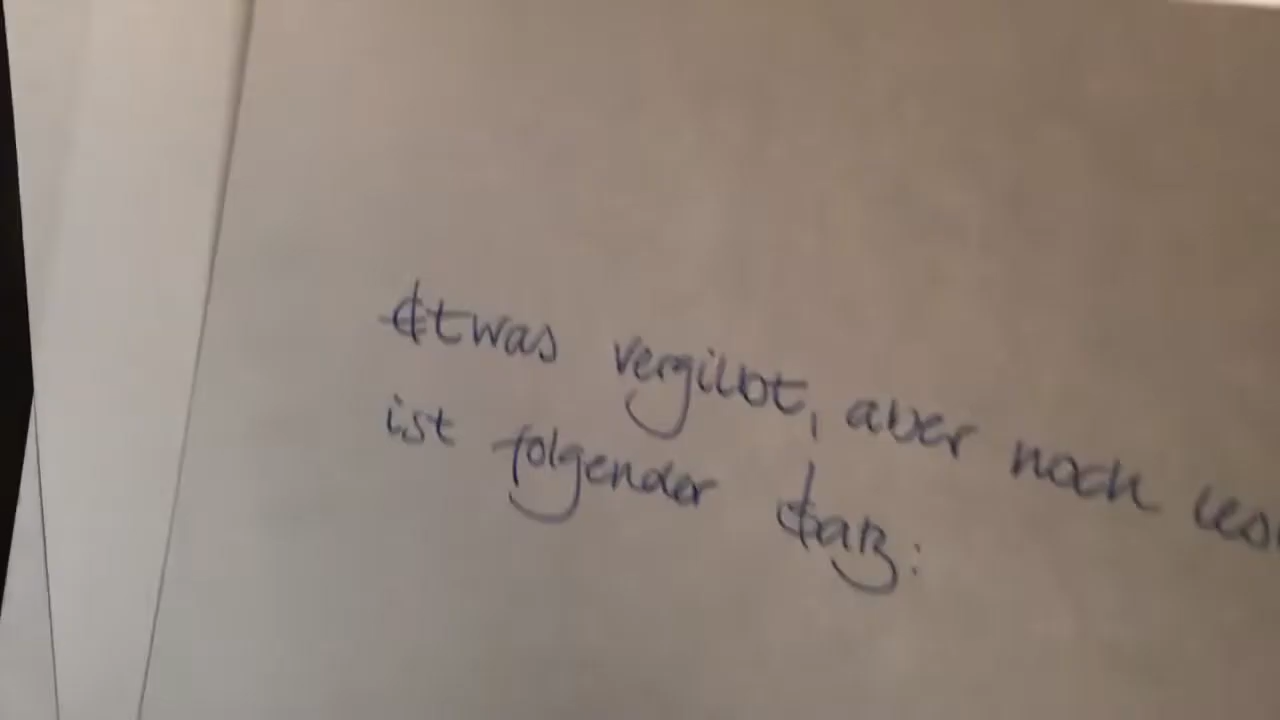 Etwas vergilbt, aber noch
ist folgender Satz: